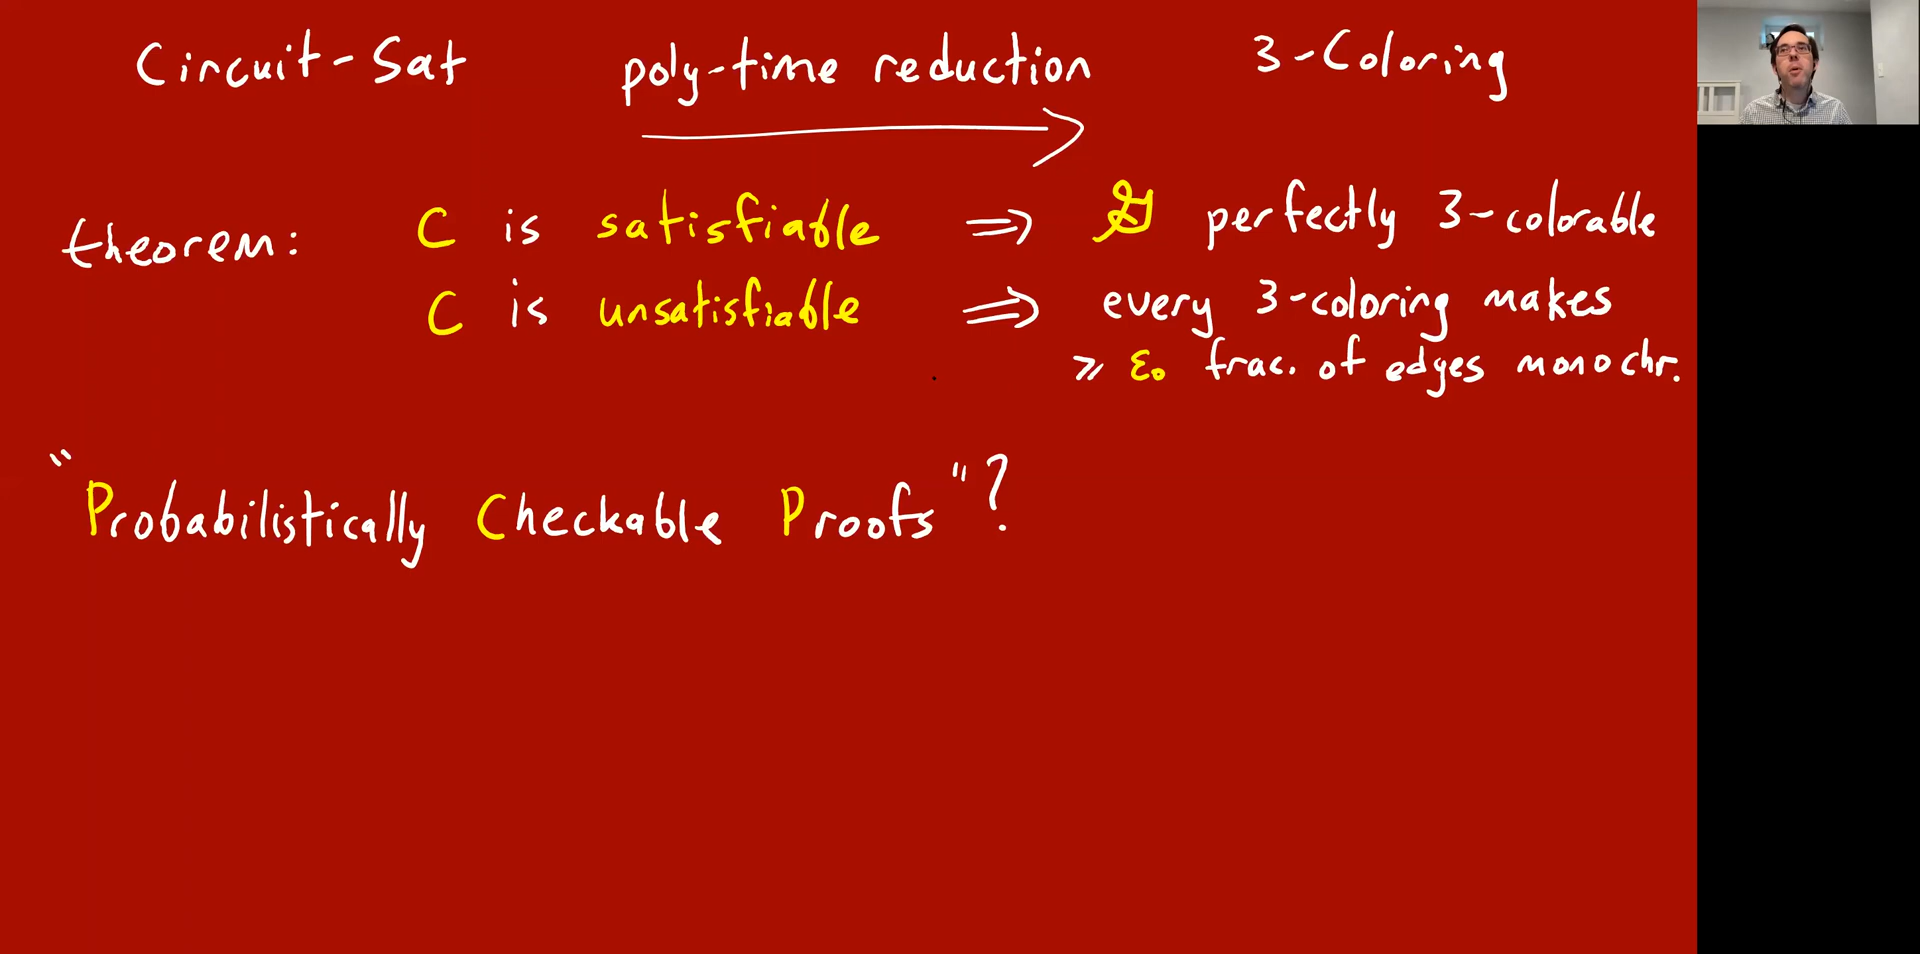 Circuit-Sat poly-time reduction 3-Coloring
theorem: C is satisfiable ⟹ 𝒢 perfectly 3-colorable
C is unsatisfiable ⟹ every 3-coloring makes
≥ ε₀ frac. of edges monochr.
"Probabilistically Checkable Proofs"?